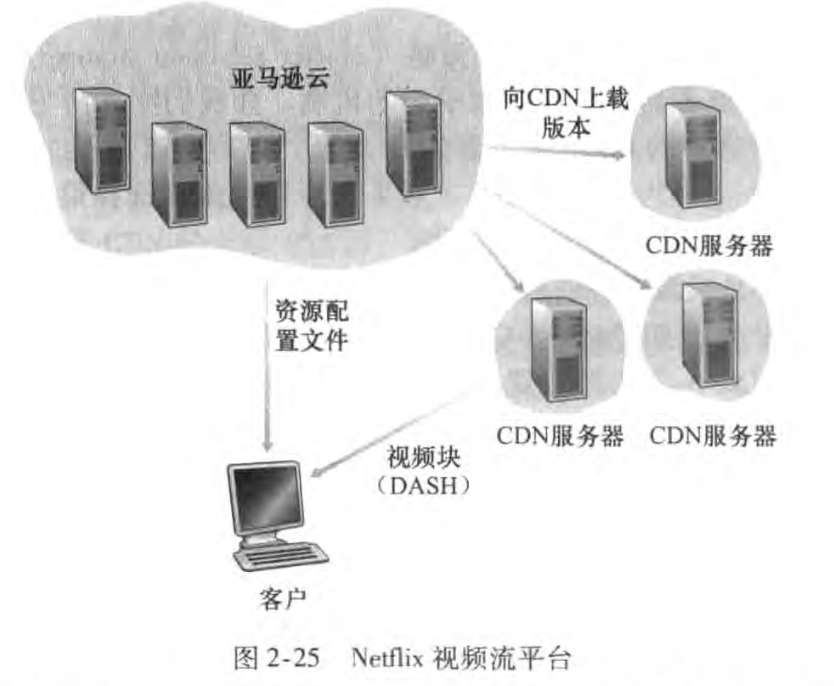 亚马逊云
向CDN上载
版本
CDN服务器
资源配
置文件
CDN服务器
CDN服务器
视频块
（DASH）
客户
图 2-25 Netflix 视频流平台